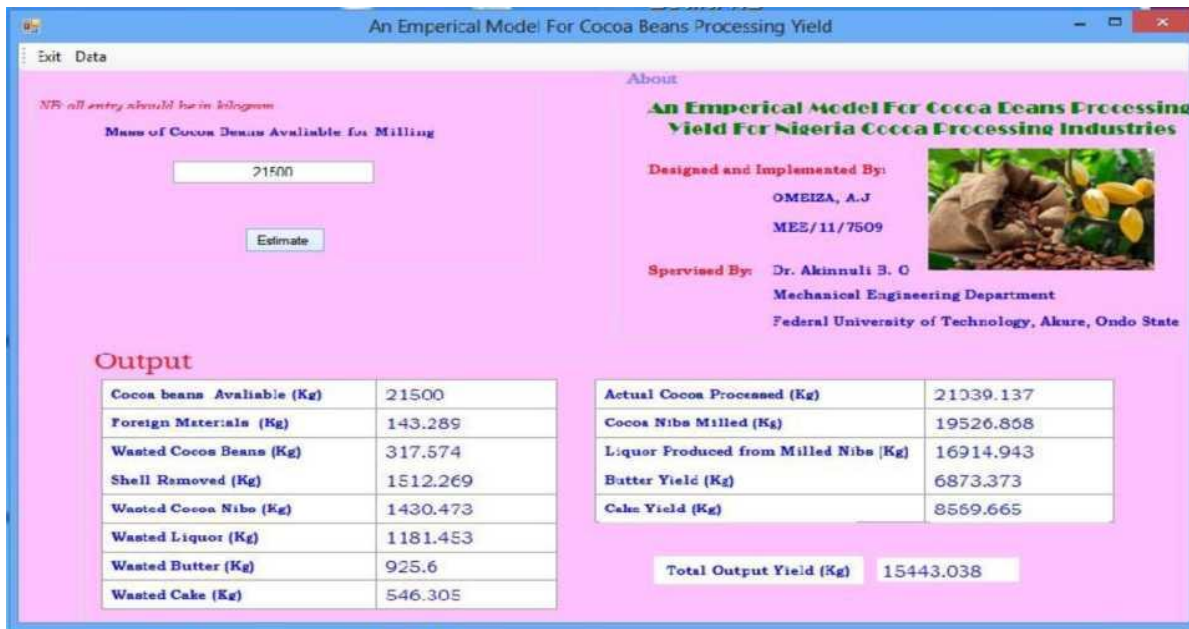 An Emperical Model For Cocoa Beans Processing Yield
Exit Data
NB: all entry should be in kilogram
Mass of Cocoa Beans Avaliable for Milling
21500
Estimate
About
An Emperical Model For Cocoa Beans Processing
Yield For Nigeria Cocoa Processing Industries
Designed and Implemented By:
OMEIZA, A.J
MEE/11/7509
Spervised By: Dr. Akinnuli B. O
Mechanical Engineering Department
Federal University of Technology, Akure, Ondo State
Output
Cocoa beans Avaliable (Kg) 21500
Foreign Materials (Kg) 143.289
Wasted Cocoa Beans (Kg) 317.574
Shell Removed (Kg) 1512.269
Wasted Cocoa Nibs (Kg) 1430.473
Wasted Liquor (Kg) 1181.453
Wasted Butter (Kg) 925.6
Wasted Cake (Kg) 546.305
Actual Cocoa Processed (Kg) 21039.137
Cocoa Nibs Milled (Kg) 19526.868
Liquor Produced from Milled Nibs (Kg) 16914.943
Butter Yield (Kg) 6873.373
Cake Yield (Kg) 8569.665
Total Output Yield (Kg) 15443.038